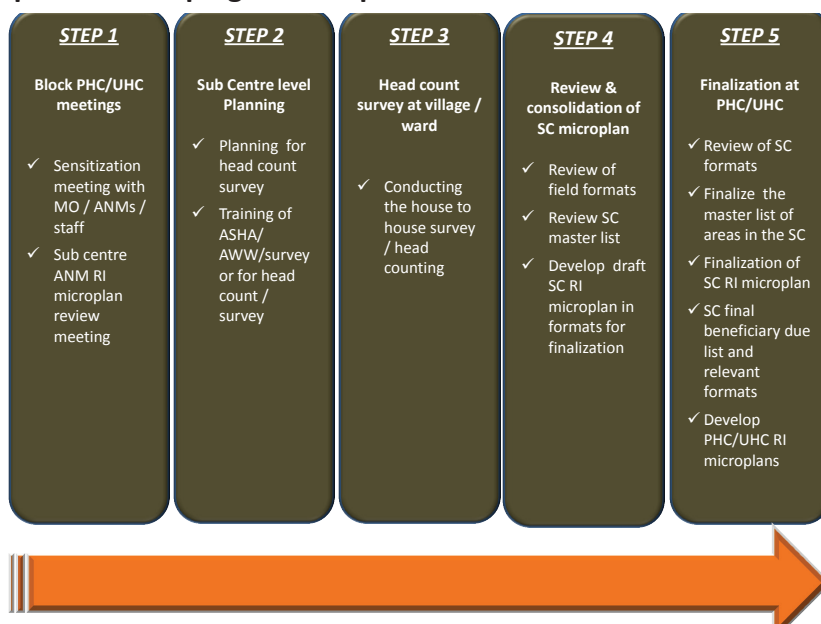 STEP 1
Block PHC/UHC
meetings
✓ Sensitization
meeting with
MO / ANMs /
staff
✓ Sub centre
ANM RI
microplan
review
meeting
STEP 2
Sub Centre level
Planning
✓ Planning for
head count
survey
✓ Training of
ASHA/
AWW/survey
or for head
count /
survey
STEP 3
Head count
survey at village /
ward
✓ Conducting
the house to
house survey
/ head
counting
STEP 4
Review &
consolidation of
SC microplan
✓ Review of
field formats
✓ Review SC
master list
✓ Develop draft
SC RI
microplan in
formats for
finalization
STEP 5
Finalization at
PHC/UHC
✓ Review of SC
formats
✓ Finalize the
master list of
areas in the SC
✓ Finalization of
SC RI microplan
✓ SC final
beneficiary due
list and
relevant
formats
✓ Develop
PHC/UHC RI
microplans